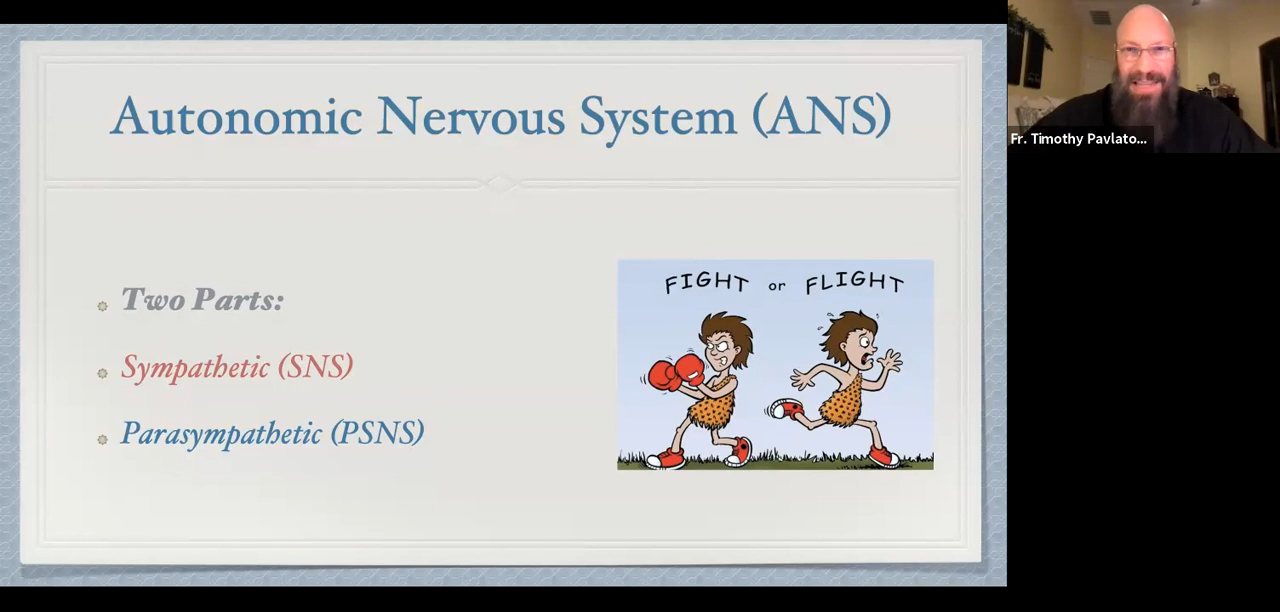 Autonomic Nervous System (ANS)
Two Parts:
Sympathetic (SNS)
Parasympathetic (PSNS)
FIGHT or FLIGHT
Fr. Timothy Pavlato...